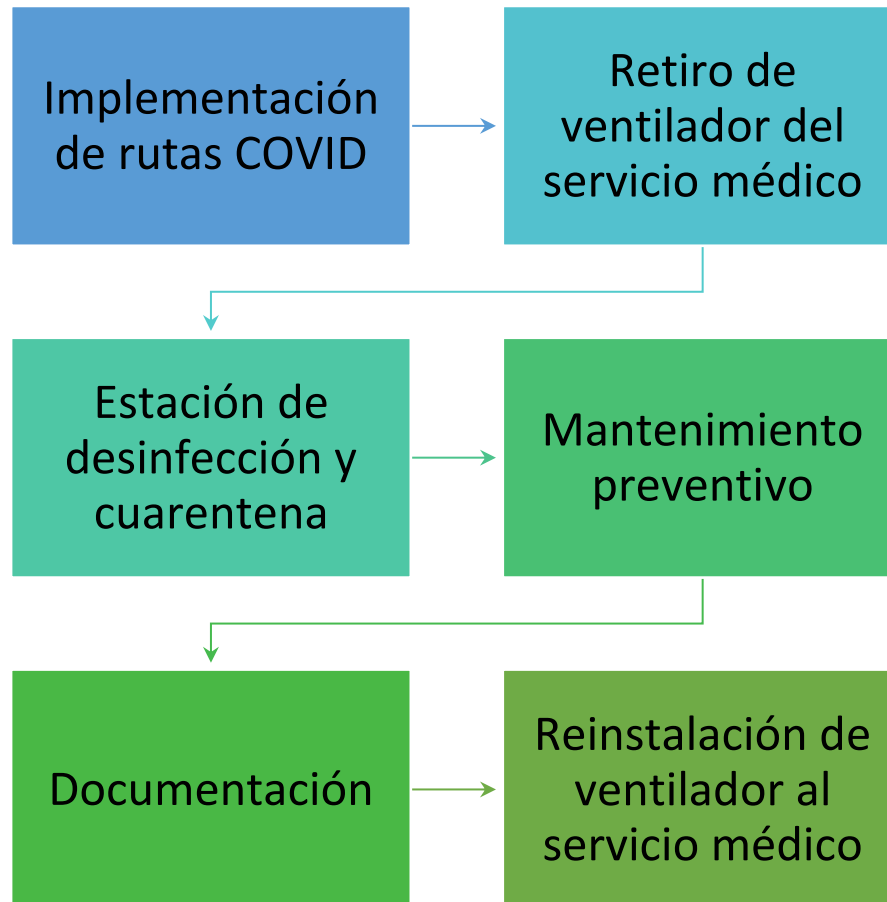 Implementación
de rutas COVID
Retiro de
ventilador del
servicio médico
Estación de
desinfección y
cuarentena
Mantenimiento
preventivo
Documentación
Reinstalación de
ventilador al
servicio médico